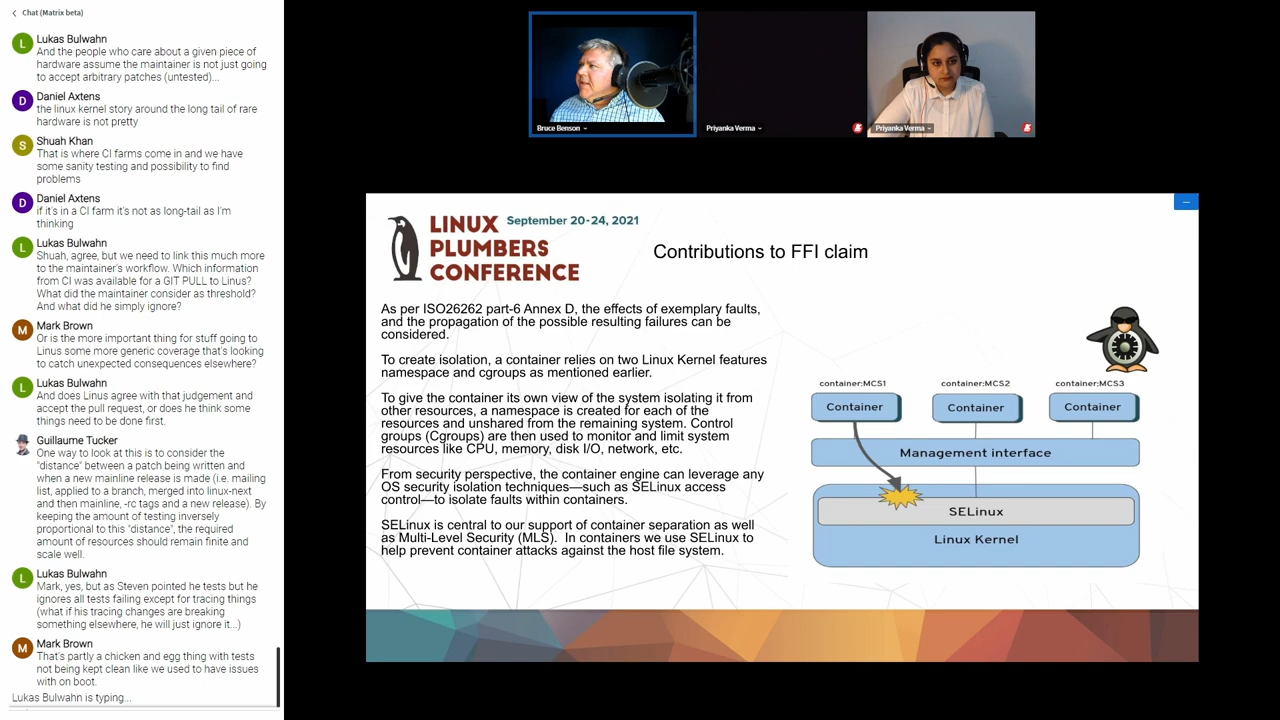 Chat (Matrix beta)
Lukas Bulwahn
And the people who care about a given piece of
hardware assume the maintainer is not just going
to accept arbitrary patches (untested)...
Daniel Axtens
the linux kernel story around the long tail of rare
hardware is not pretty
Shuah Khan
That is where CI farms come in and we have
some sanity testing and possibility to find
problems
Daniel Axtens
if it's in a CI farm it's not as long-tail as I'm
thinking
Lukas Bulwahn
Shuah, agree, but we need to link this much more
to the maintainer's workflow. Which information
from CI was available for a GIT PULL to Linus?
What did the maintainer consider as threshold?
And what did he simply ignore?
Mark Brown
Or is the more important thing for stuff going to
Linus some more generic coverage that's looking
to catch unexpected consequences elsewhere?
Lukas Bulwahn
And does Linus agree with that judgement and
accept the pull request, or does he think some
things need to be done first.
Guillaume Tucker
One way to look at this is to consider the
"distance" between a patch being written and
when a new mainline release is made (i.e. mailing
list, applied to a branch, merged into linux-next
and then mainline, -rc tags and a new release). By
keeping the amount of testing inversely
proportional to this "distance", the required
amount of resources should remain finite and
scale well.
Lukas Bulwahn
Mark, yes, but as Steven pointed he tests but he
ignores all tests failing except for tracing things
(what if his tracing changes are breaking
something elsewhere, he will just ignore it...)
Mark Brown
That's partly a chicken and egg thing with tests
not being kept clean like we used to have issues
with on boot.
Lukas Bulwahn is typing...
L
D
S
D
L
M
L
L
M
Bruce Benson
Priyanka Verma
Priyanka Verma
LINUX
PLUMBERS
CONFERENCE
September 20-24, 2021
Contributions to FFI claim
As per ISO26262 part-6 Annex D, the effects of exemplary faults,
and the propagation of the possible resulting failures can be
considered.
To create isolation, a container relies on two Linux Kernel features
namespace and cgroups as mentioned earlier.
To give the container its own view of the system isolating it from
other resources, a namespace is created for each of the
resources and unshared from the remaining system. Control
groups (Cgroups) are then used to monitor and limit system
resources like CPU, memory, disk I/O, network, etc.
From security perspective, the container engine can leverage any
OS security isolation techniques—such as SELinux access
control—to isolate faults within containers.
SELinux is central to our support of container separation as well
as Multi-Level Security (MLS).  In containers we use SELinux to
help prevent container attacks against the host file system.
container:MCS1
container:MCS2
container:MCS3
Container
Container
Container
Management interface
SELinux
Linux Kernel